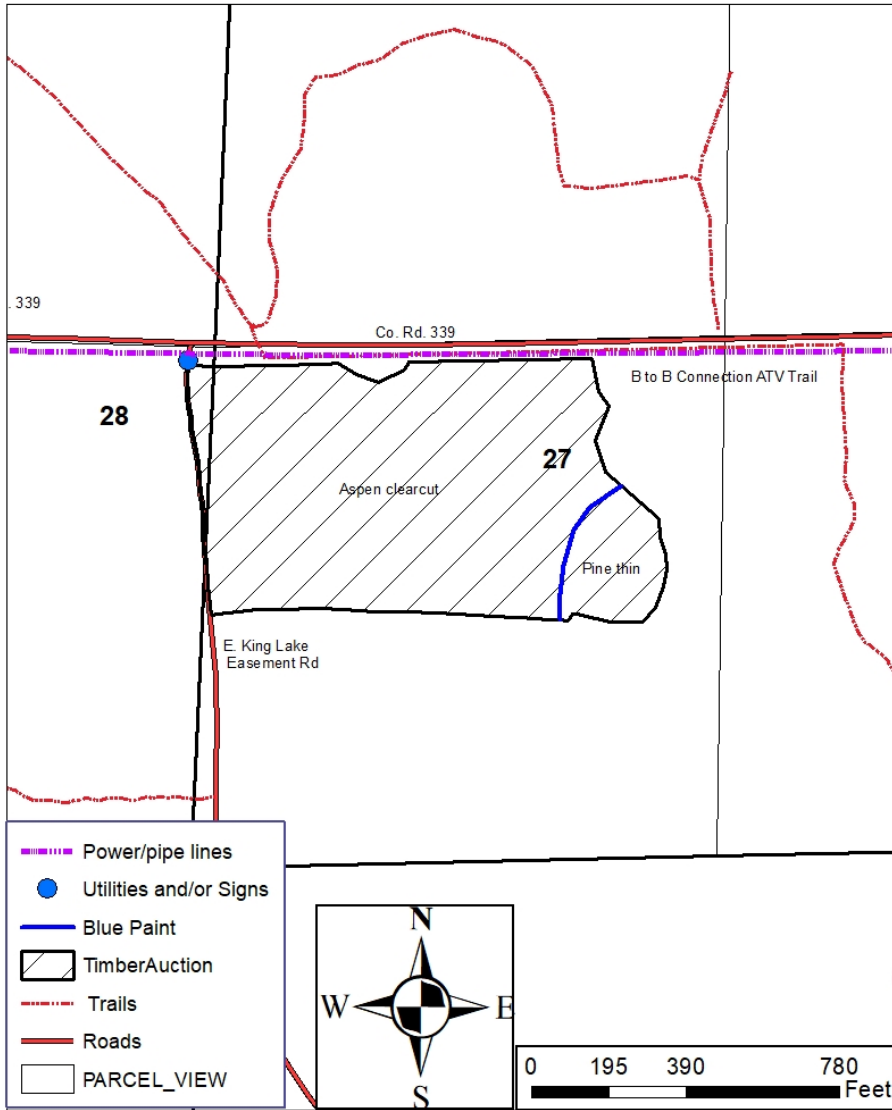 . 339
Co. Rd. 339
B to B Connection ATV Trail
28
27
Aspen clearcut
Pine thin
E. King Lake
Easement Rd
Power/pipe lines
Utilities and/or Signs
Blue Paint
TimberAuction
Trails
Roads
PARCEL_VIEW
N
W E
S
0 195 390 780
Feet